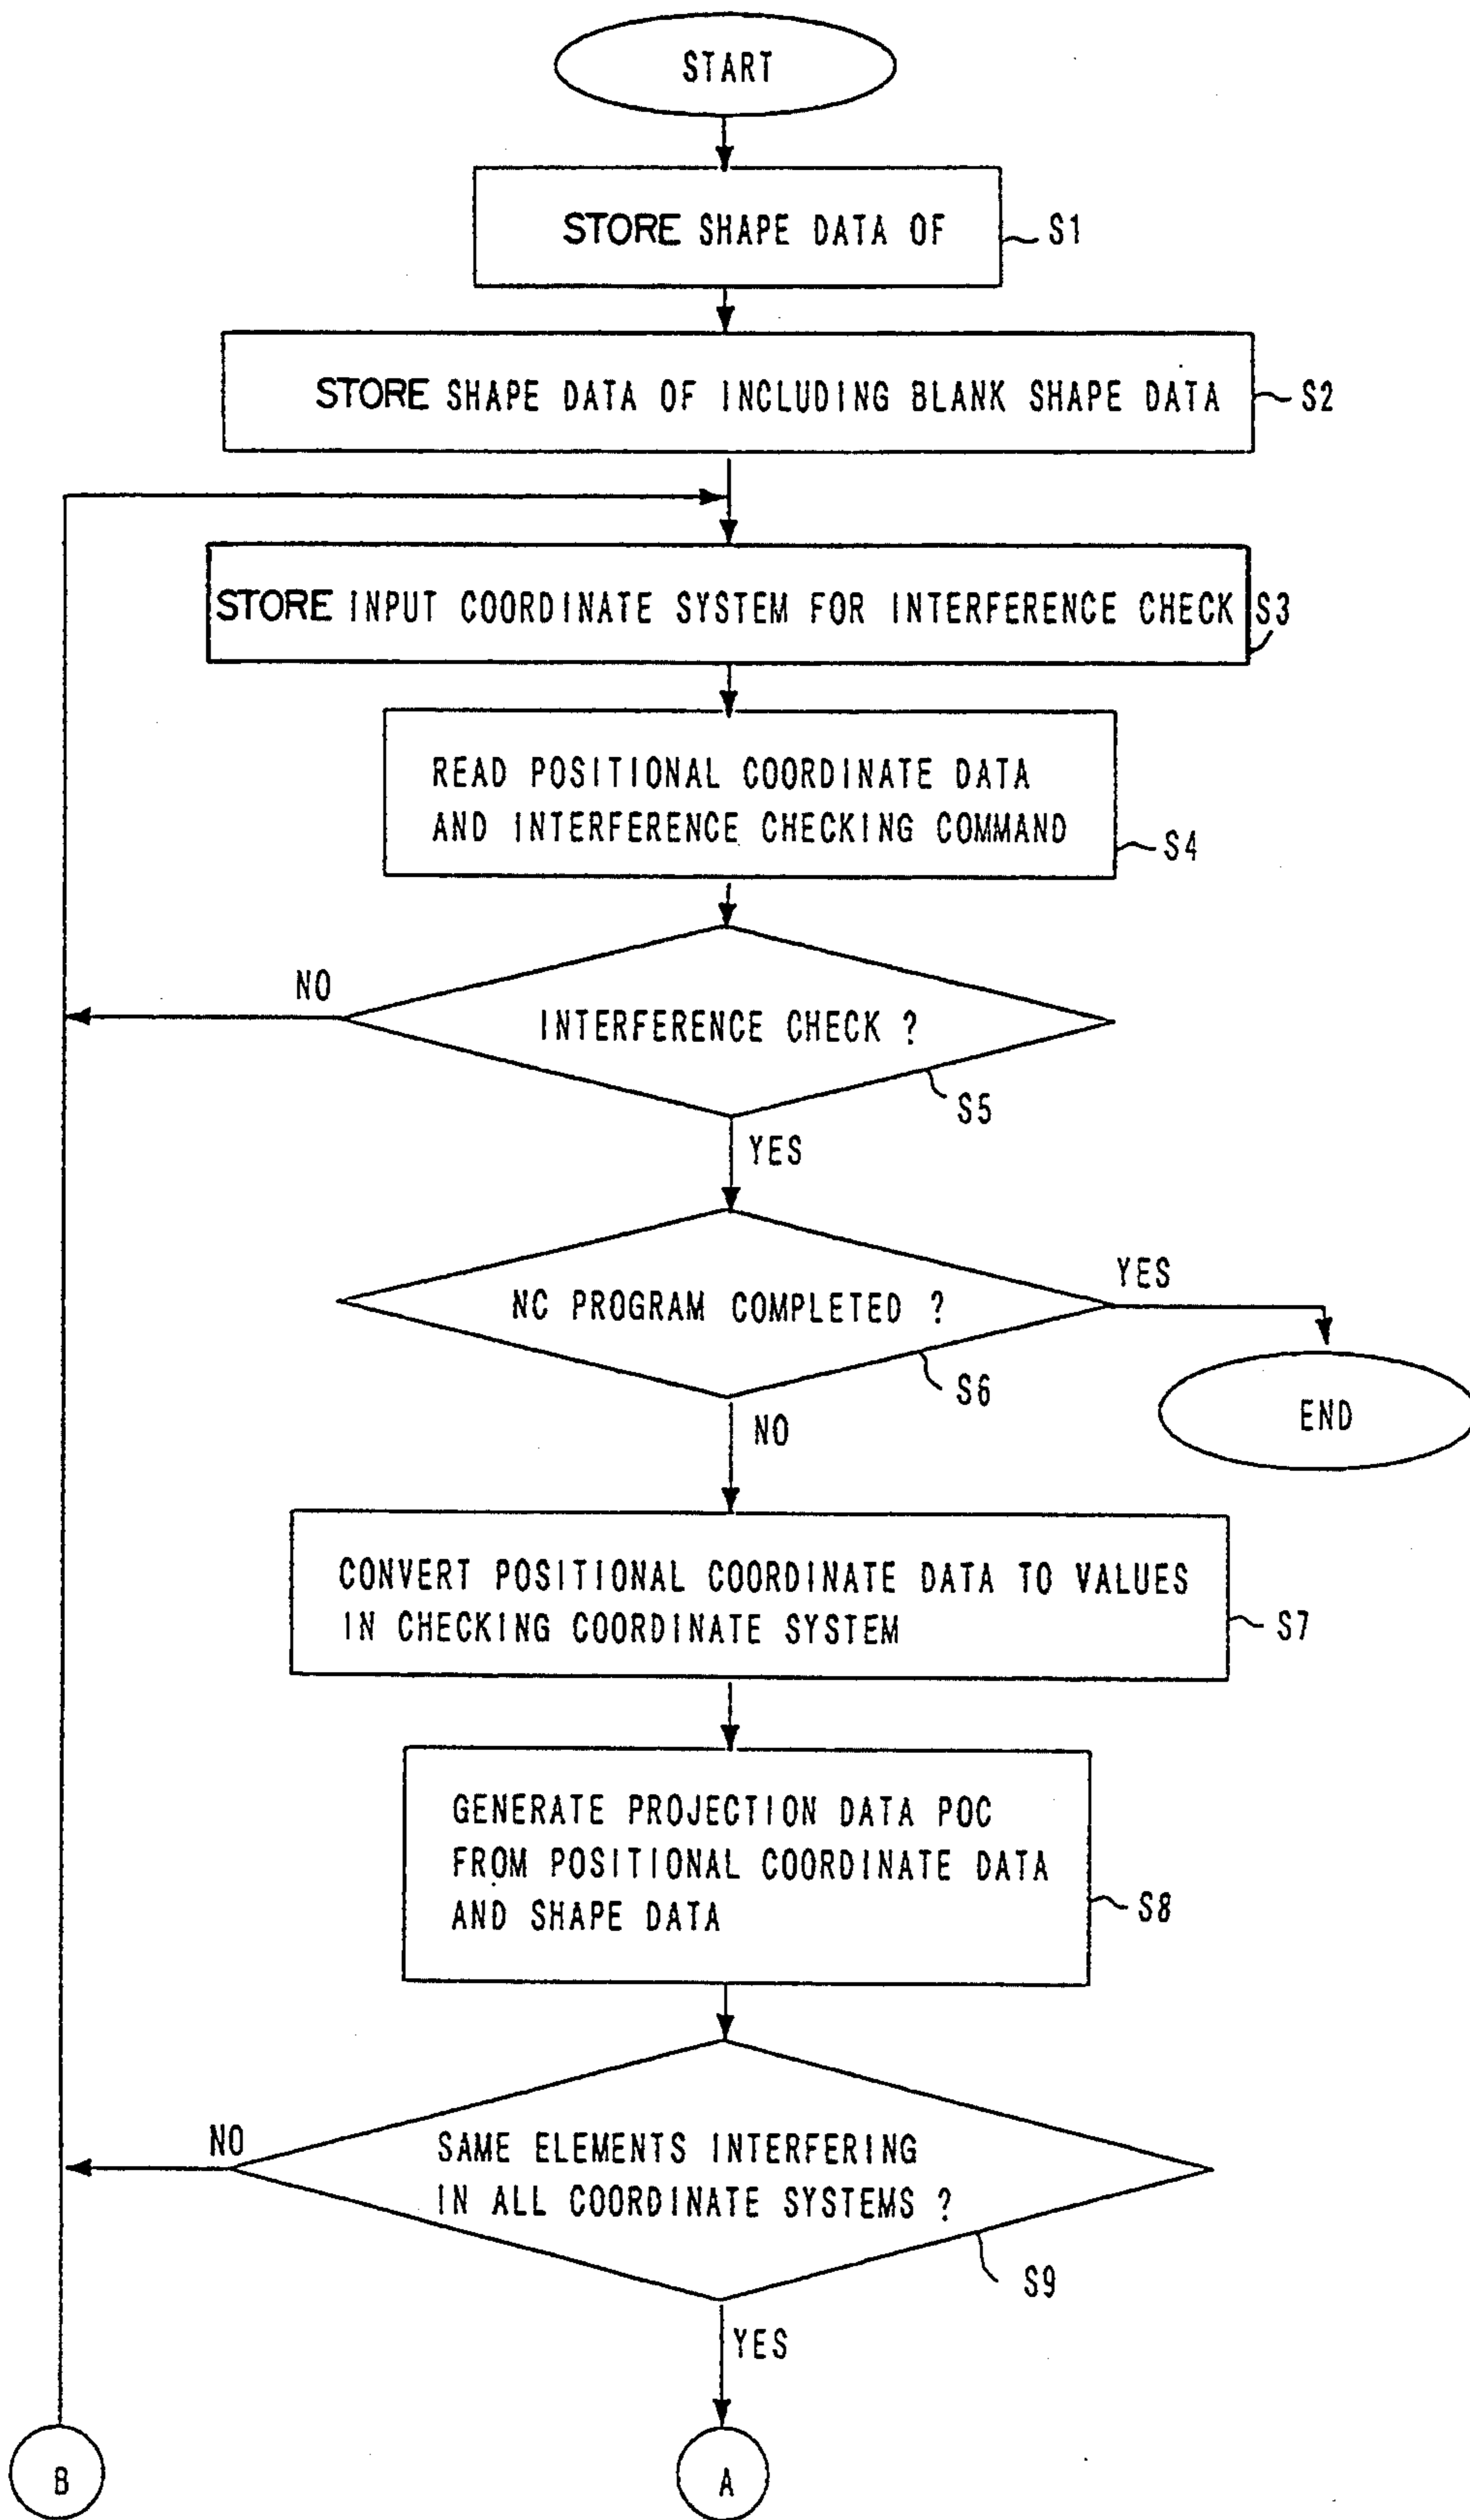 START
STORE SHAPE DATA OF
S1
STORE SHAPE DATA OF INCLUDING BLANK SHAPE DATA
S2
STORE INPUT COORDINATE SYSTEM FOR INTERFERENCE CHECK
S3
READ POSITIONAL COORDINATE DATA
AND INTERFERENCE CHECKING COMMAND
S4
NO
INTERFERENCE CHECK ?
S5
YES
NC PROGRAM COMPLETED ?
YES
S6
END
NO
CONVERT POSITIONAL COORDINATE DATA TO VALUES
IN CHECKING COORDINATE SYSTEM
S7
GENERATE PROJECTION DATA POC
FROM POSITIONAL COORDINATE DATA
AND SHAPE DATA
S8
NO
SAME ELEMENTS INTERFERING
IN ALL COORDINATE SYSTEMS ?
S9
YES
B
A